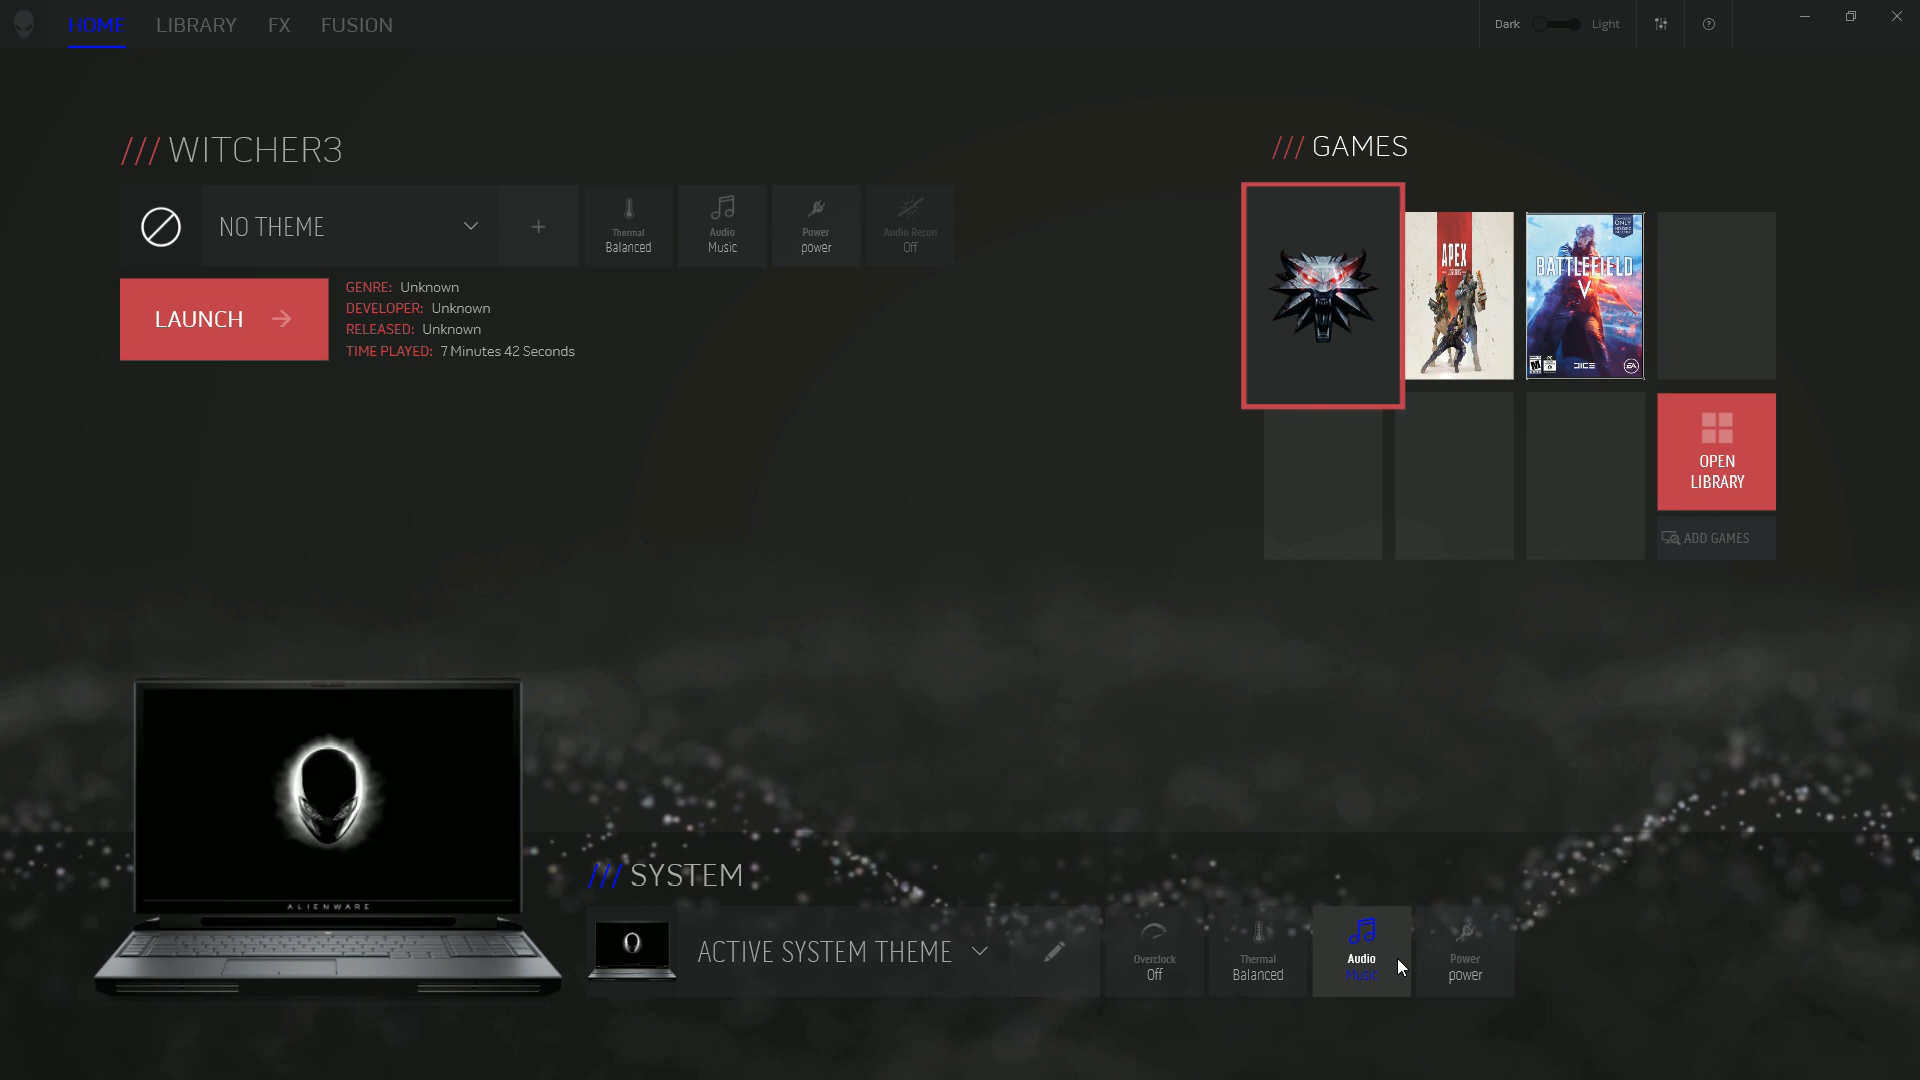 HOME LIBRARY FX FUSION
Dark Light
/// WITCHER3
NO THEME
Thermal
Balanced
Audio
Music
Power
power
Audio Recon
Off
LAUNCH
GENRE: Unknown
DEVELOPER: Unknown
RELEASED: Unknown
TIME PLAYED: 7 Minutes 42 Seconds
/// GAMES
APEX
LEGENDS
BATTLEFIELD
V
DICE
EA
OPEN
LIBRARY
ADD GAMES
ALIENWARE
/// SYSTEM
ACTIVE SYSTEM THEME
Overclock
Off
Thermal
Balanced
Audio
Music
Power
power